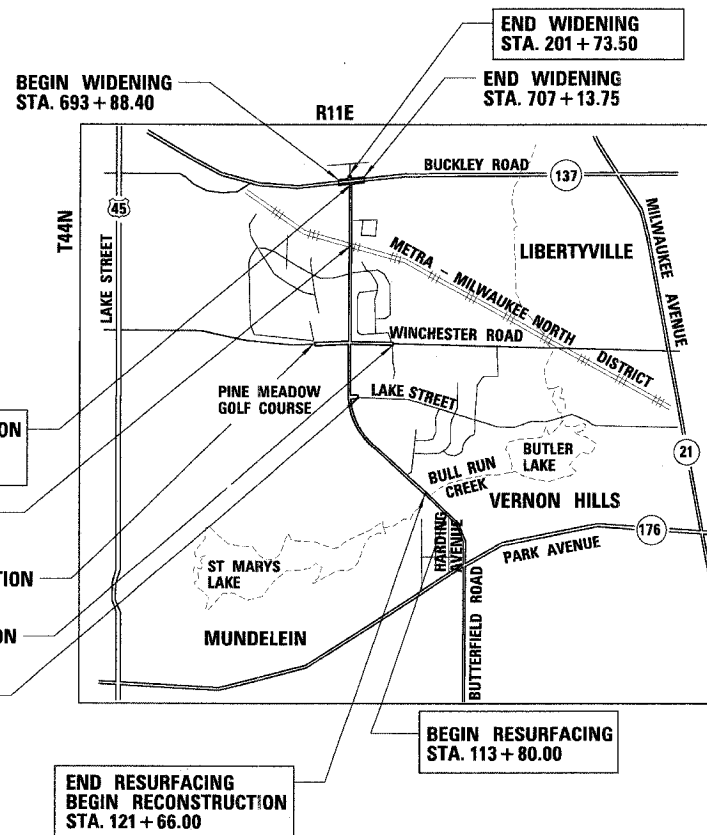 END WIDENING
STA. 201+73.50
BEGIN WIDENING
STA. 693+88.40
END WIDENING
STA. 707+13.75
R11E
T44N
BUCKLEY ROAD
137
45
LAKE STREET
MILWAUKEE AVENUE
LIBERTYVILLE
METRA - MILWAUKEE NORTH DISTRICT
WINCHESTER ROAD
PINE MEADOW
GOLF COURSE
LAKE STREET
ON
BUTLER
LAKE
21
BULL RUN
CREEK
VERNON HILLS
HARDING
AVENUE
176
PARK AVENUE
ST MARYS
LAKE
TION
ON
MUNDELEIN
BUTTERFIELD ROAD
BEGIN RESURFACING
STA. 113+80.00
END RESURFACING
BEGIN RECONSTRUCTION
STA. 121+66.00